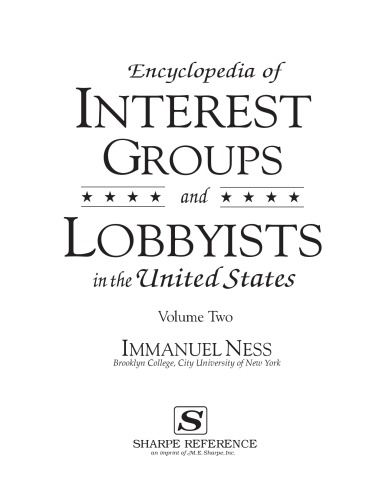 Encyclopedia of
INTEREST
GROUPS
★ ★ ★ ★ and ★ ★ ★ ★
LOBBYISTS
in the United States
Volume Two
IMMANUEL NESS
Brooklyn College, City University of New York
S
SHARPE REFERENCE
an imprint of M.E. Sharpe, Inc.